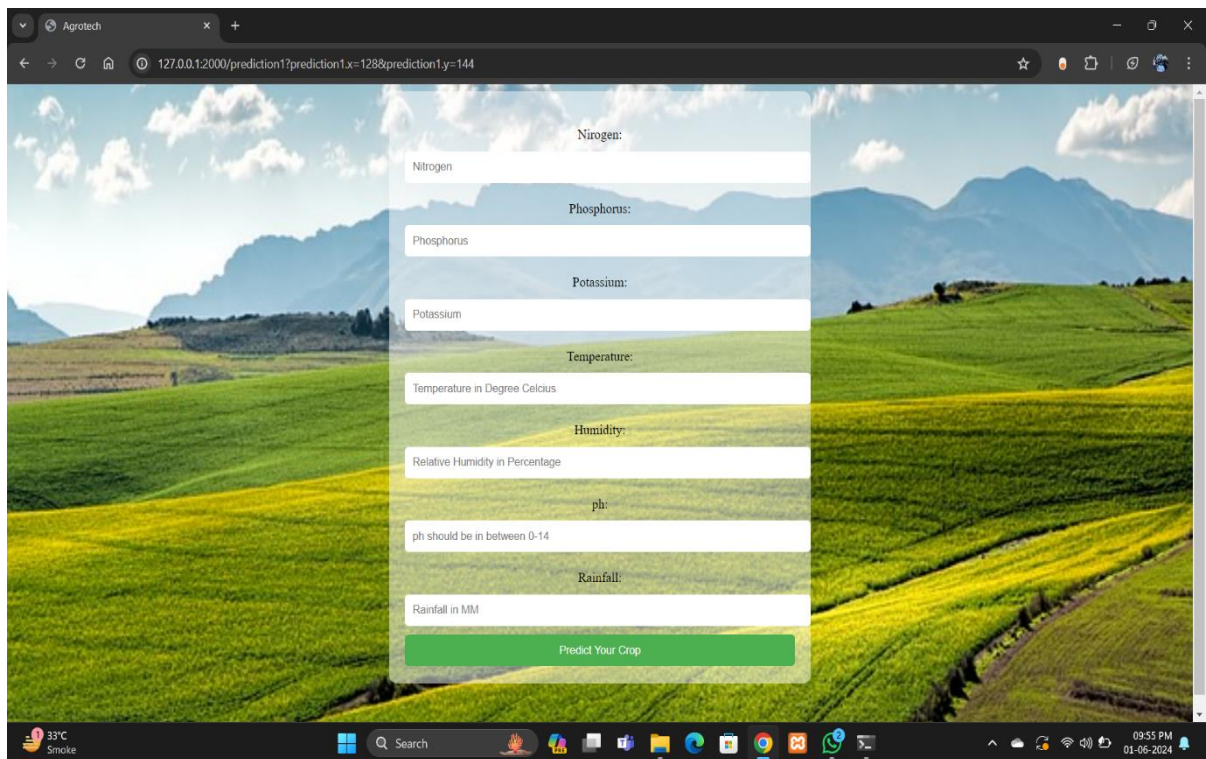 Agrotech
127.0.0.1:2000/prediction1?prediction1.x=128&prediction1.y=144
Nirogen:
Nitrogen
Phosphorus:
Phosphorus
Potassium:
Potassium
Temperature:
Temperature in Degree Celcius
Humidity:
Relative Humidity in Percentage
ph:
ph should be in between 0-14
Rainfall:
Rainfall in MM
Predict Your Crop
1
33°C
Smoke
Search
2
09:55 PM
01-06-2024